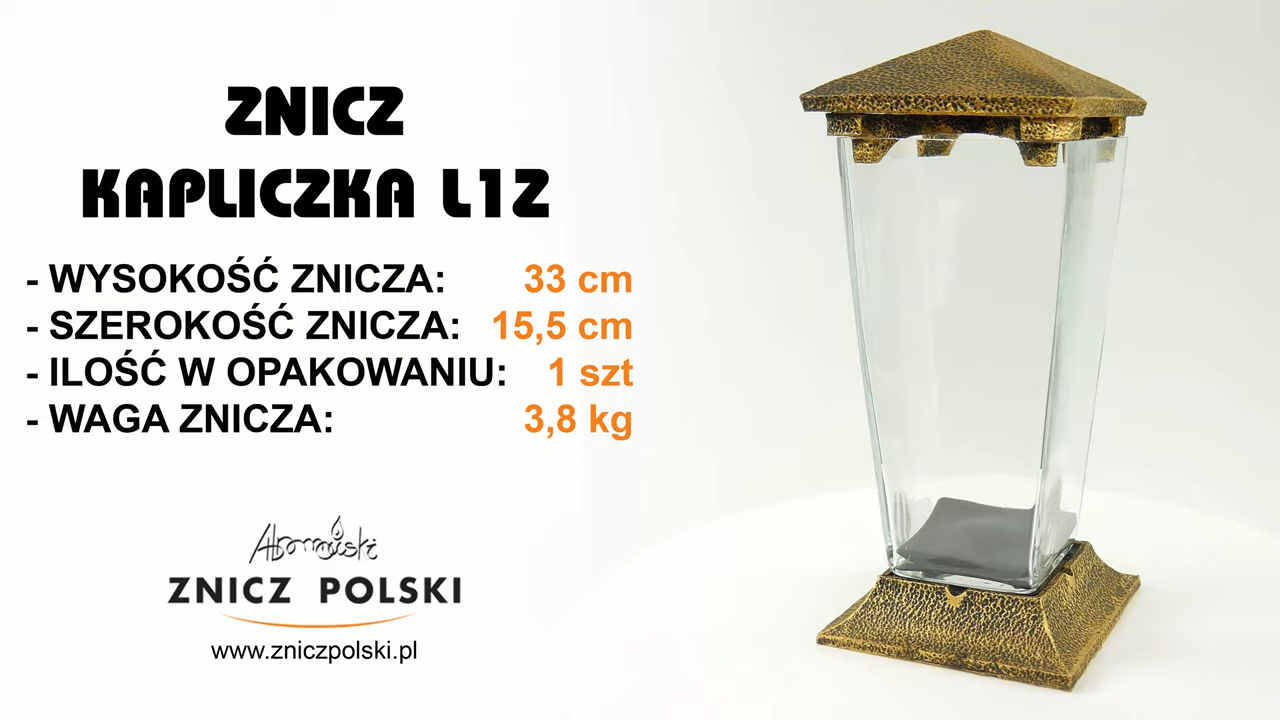 ZNICZ
KAPLICZKA L1Z
- WYSOKOŚĆ ZNICZA: 33 cm
- SZEROKOŚĆ ZNICZA: 15,5 cm
- ILOŚĆ W OPAKOWANIU: 1 szt
- WAGA ZNICZA: 3,8 kg
ZNICZ POLSKI
www.zniczpolski.pl